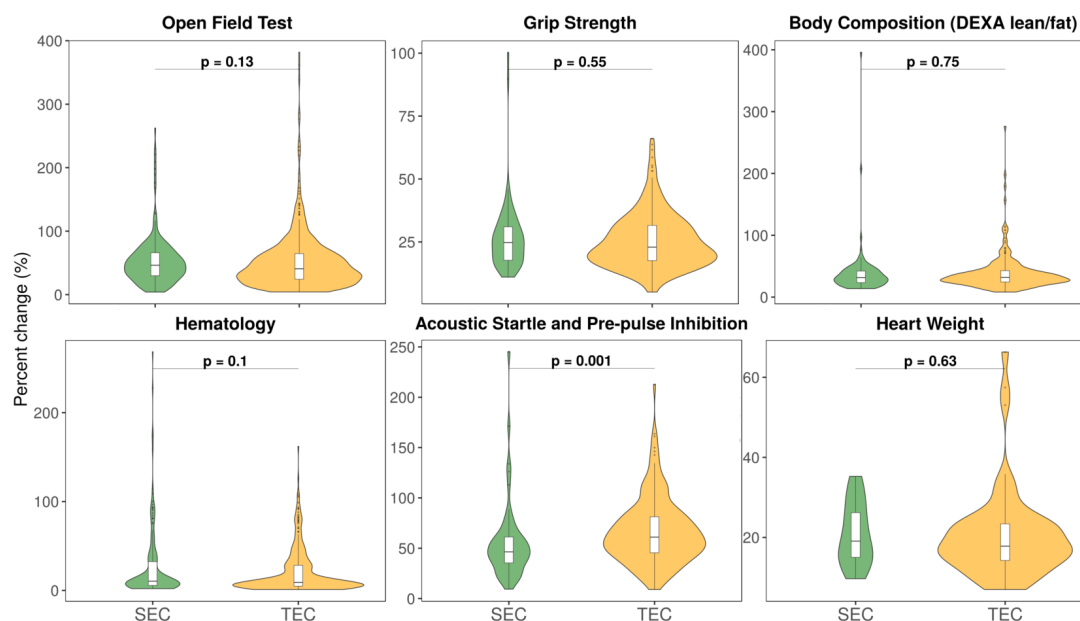 Open Field Test
Grip Strength
Body Composition (DEXA lean/fat)
400
300
200
100
0
p = 0.13
100
75
50
25
p = 0.55
400
300
200
100
0
p = 0.75
Percent change (%)
Hematology
Acoustic Startle and Pre-pulse Inhibition
Heart Weight
200
100
0
p = 0.1
250
200
150
100
50
0
p = 0.001
60
40
20
p = 0.63
SEC
TEC
SEC
TEC
SEC
TEC